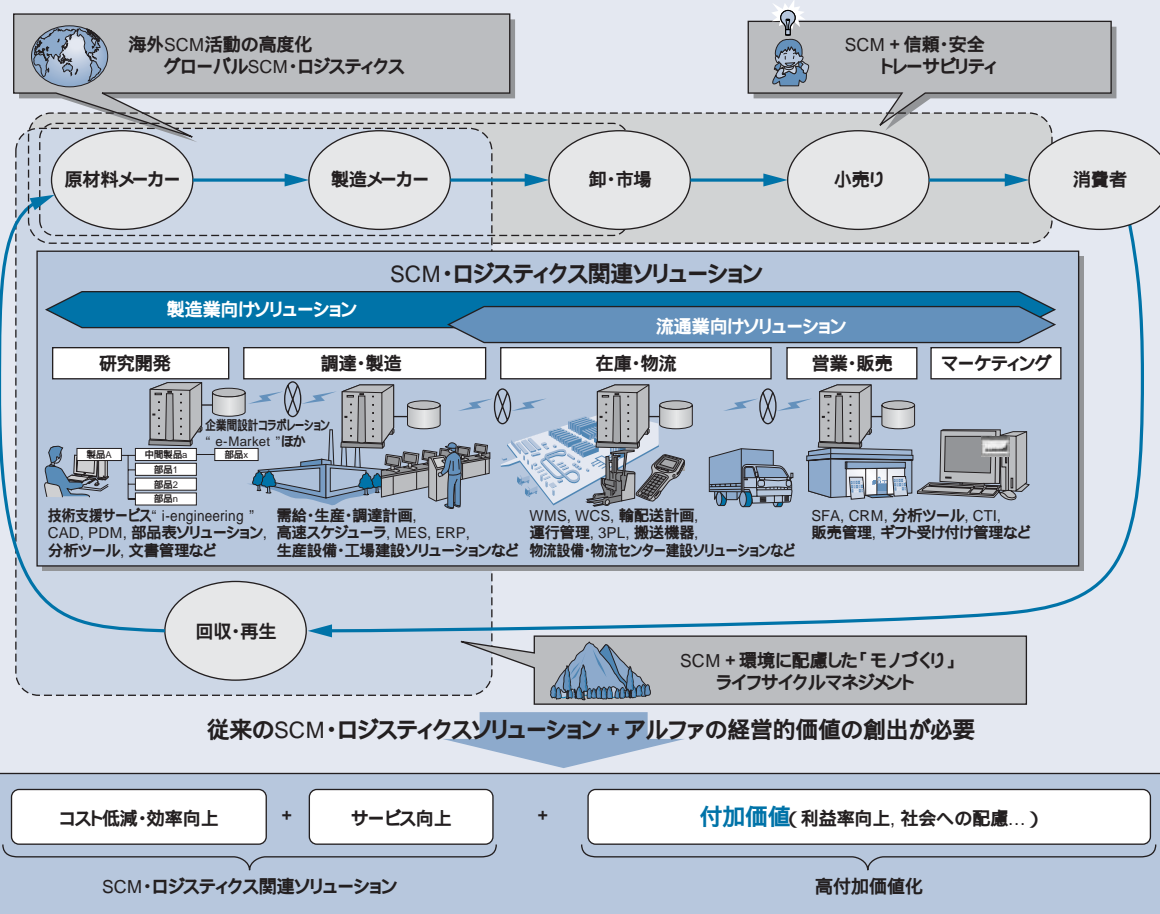 海外SCM活動の高度化
グローバルSCM・ロジスティクス
SCM + 信頼・安全
トレーサビリティ
原材料メーカー
製造メーカー
卸・市場
小売り
消費者
SCM・ロジスティクス関連ソリューション
製造業向けソリューション
流通業向けソリューション
研究開発
調達・製造
在庫・物流
営業・販売
マーケティング
企業間設計コラボレーション
“ e-Market ”ほか
製品A
中間製品a
部品x
部品1
部品2
部品n
技術支援サービス“ i-engineering ”
CAD, PDM, 部品表ソリューション,
分析ツール, 文書管理など
需給・生産・調達計画,
高速スケジューラ, MES, ERP,
生産設備・工場建設ソリューションなど
WMS, WCS, 輸配送計画,
運行管理, 3PL, 搬送機器,
物流設備・物流センター建設ソリューションなど
SFA, CRM, 分析ツール, CTI,
販売管理, ギフト受け付け管理など
回収・再生
SCM + 環境に配慮した「モノづくり」
ライフサイクルマネジメント
従来のSCM・ロジスティクスソリューション + アルファの経営的価値の創出が必要
コスト低減・効率向上 + サービス向上 + 付加価値( 利益率向上, 社会への配慮… )
SCM・ロジスティクス関連ソリューション
高付加価値化